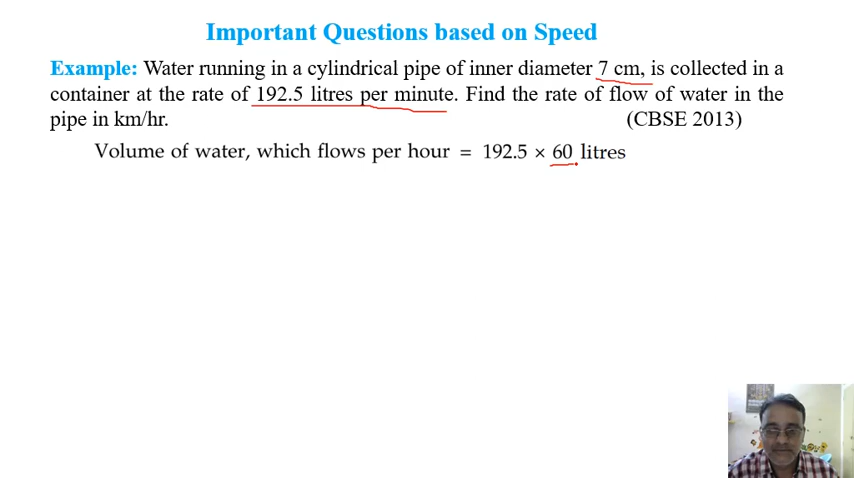 Important Questions based on Speed
Example: Water running in a cylindrical pipe of inner diameter 7 cm, is collected in a
container at the rate of 192.5 litres per minute. Find the rate of flow of water in the
pipe in km/hr. (CBSE 2013)
Volume of water, which flows per hour = 192.5 × 60 litres